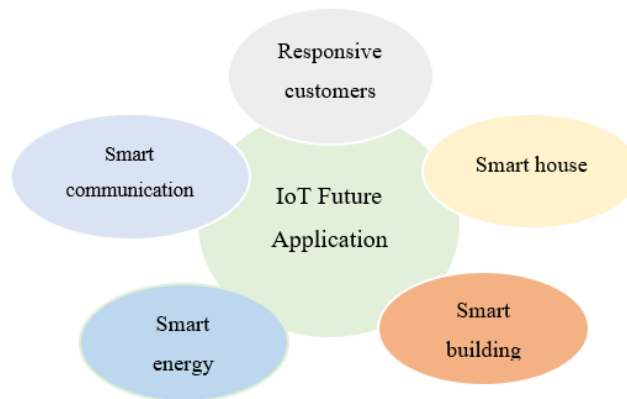 Responsive
customers
Smart
communication
Smart house
IoT Future
Application
Smart
energy
Smart
building